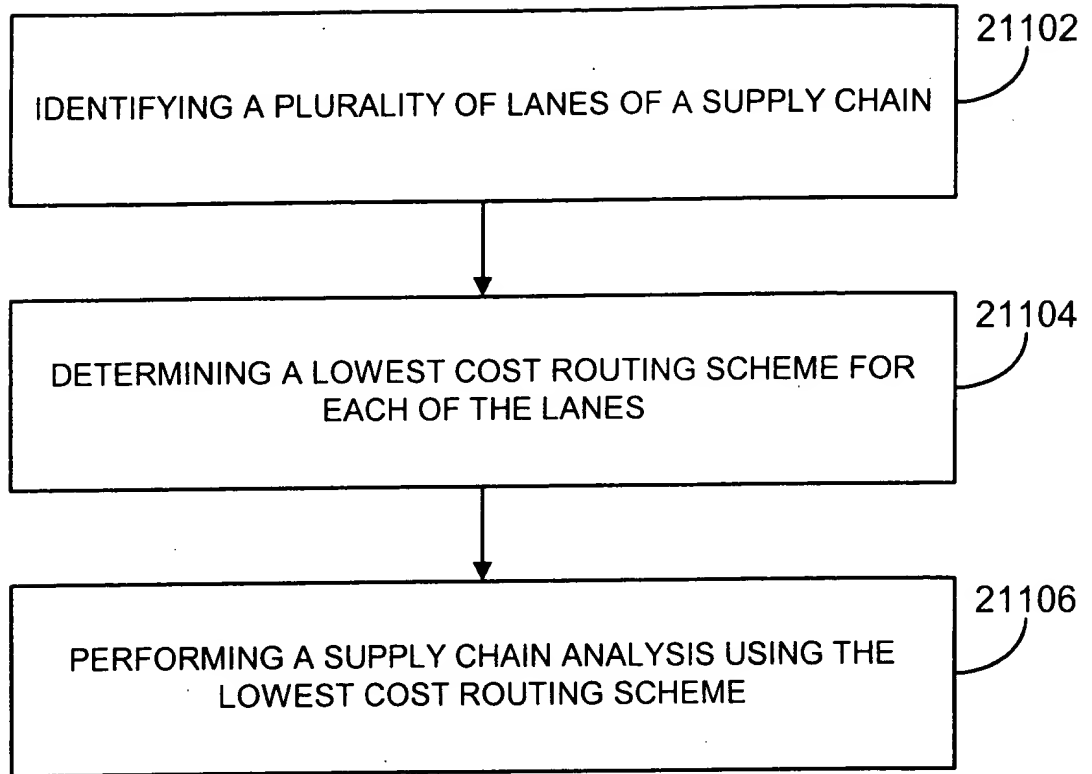 21102
IDENTIFYING A PLURALITY OF LANES OF A SUPPLY CHAIN
21104
DETERMINING A LOWEST COST ROUTING SCHEME FOR
EACH OF THE LANES
21106
PERFORMING A SUPPLY CHAIN ANALYSIS USING THE
LOWEST COST ROUTING SCHEME